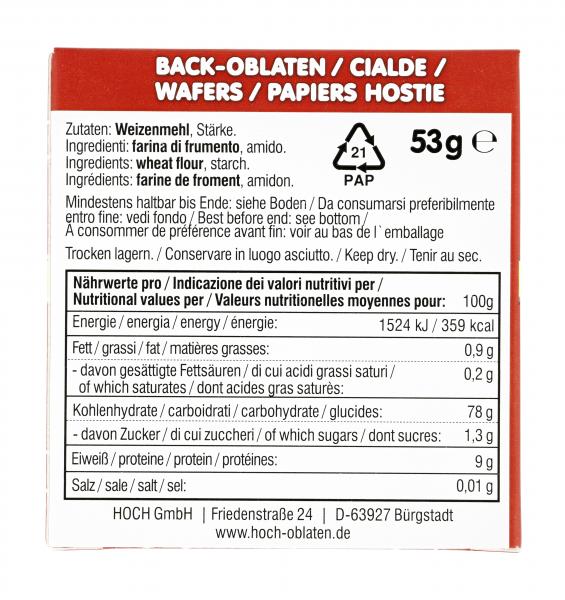 BACK-OBLATEN / CIALDE /
WAFERS / PAPIERS HOSTIE
Zutaten: Weizenmehl, Stärke.
Ingredienti: farina di frumento, amido.
Ingredients: wheat flour, starch.
Ingrédients: farine de froment, amidon.
21
PAP
53g ℮
Mindestens haltbar bis Ende: siehe Boden / Da consumarsi preferibilmente
entro fine: vedi fondo / Best before end: see bottom /
A consommer de préférence avant fin: voir au bas de l`emballage
Trocken lagern. / Conservare in luogo asciutto. / Keep dry. / Tenir au sec.
Nährwerte pro / Indicazione dei valori nutritivi per /
Nutritional values per / Valeurs nutritionelles moyennes pour: 100g
Energie / energia / energy / énergie: 1524 kJ / 359 kcal
Fett / grassi / fat / matières grasses: 0,9 g
- davon gesättigte Fettsäuren / di cui acidi grassi saturi /
of which saturates / dont acides gras saturès: 0,2 g
Kohlenhydrate / carboidrati / carbohydrate / glucides: 78 g
- davon Zucker / di cui zuccheri / of which sugars / dont sucres: 1,3 g
Eiweiß / proteine / protein / protéines: 9 g
Salz / sale / salt / sel: 0,01 g
HOCH GmbH | Friedenstraße 24 | D-63927 Bürgstadt
www.hoch-oblaten.de